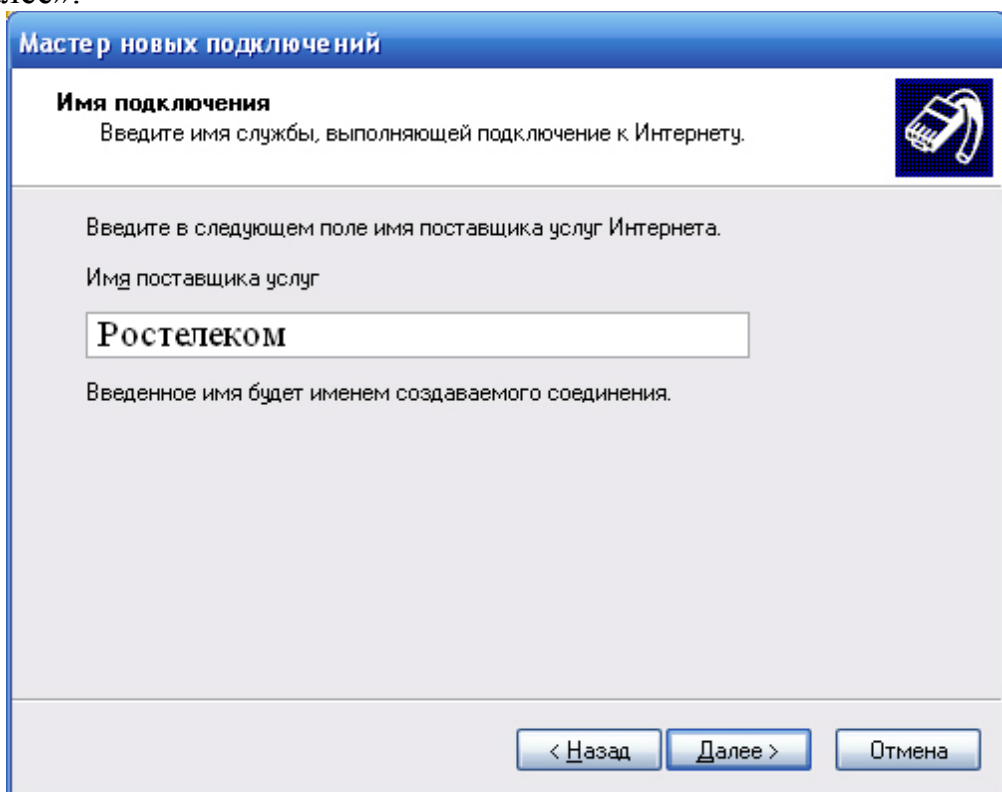 Мастер новых подключений
Имя подключения
Введите имя службы, выполняющей подключение к Интернету.
Введите в следующем поле имя поставщика услуг Интернета.
Имя поставщика услуг
Ростелеком
Введенное имя будет именем создаваемого соединения.
< Назад
Далее >
Отмена